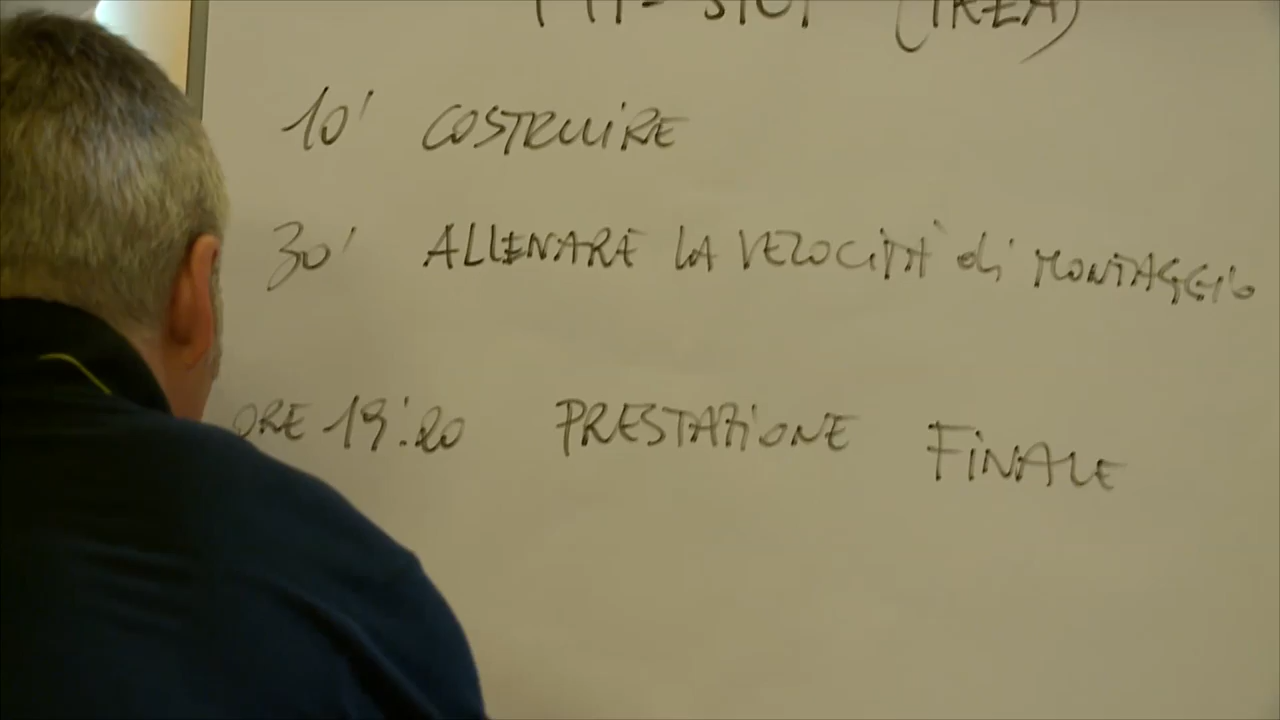 10' COSTRUIRE
30' ALLENARE LA VELOCITÀ di MONTAGGIO
ORE 19:20 PRESTAZIONE FINALE